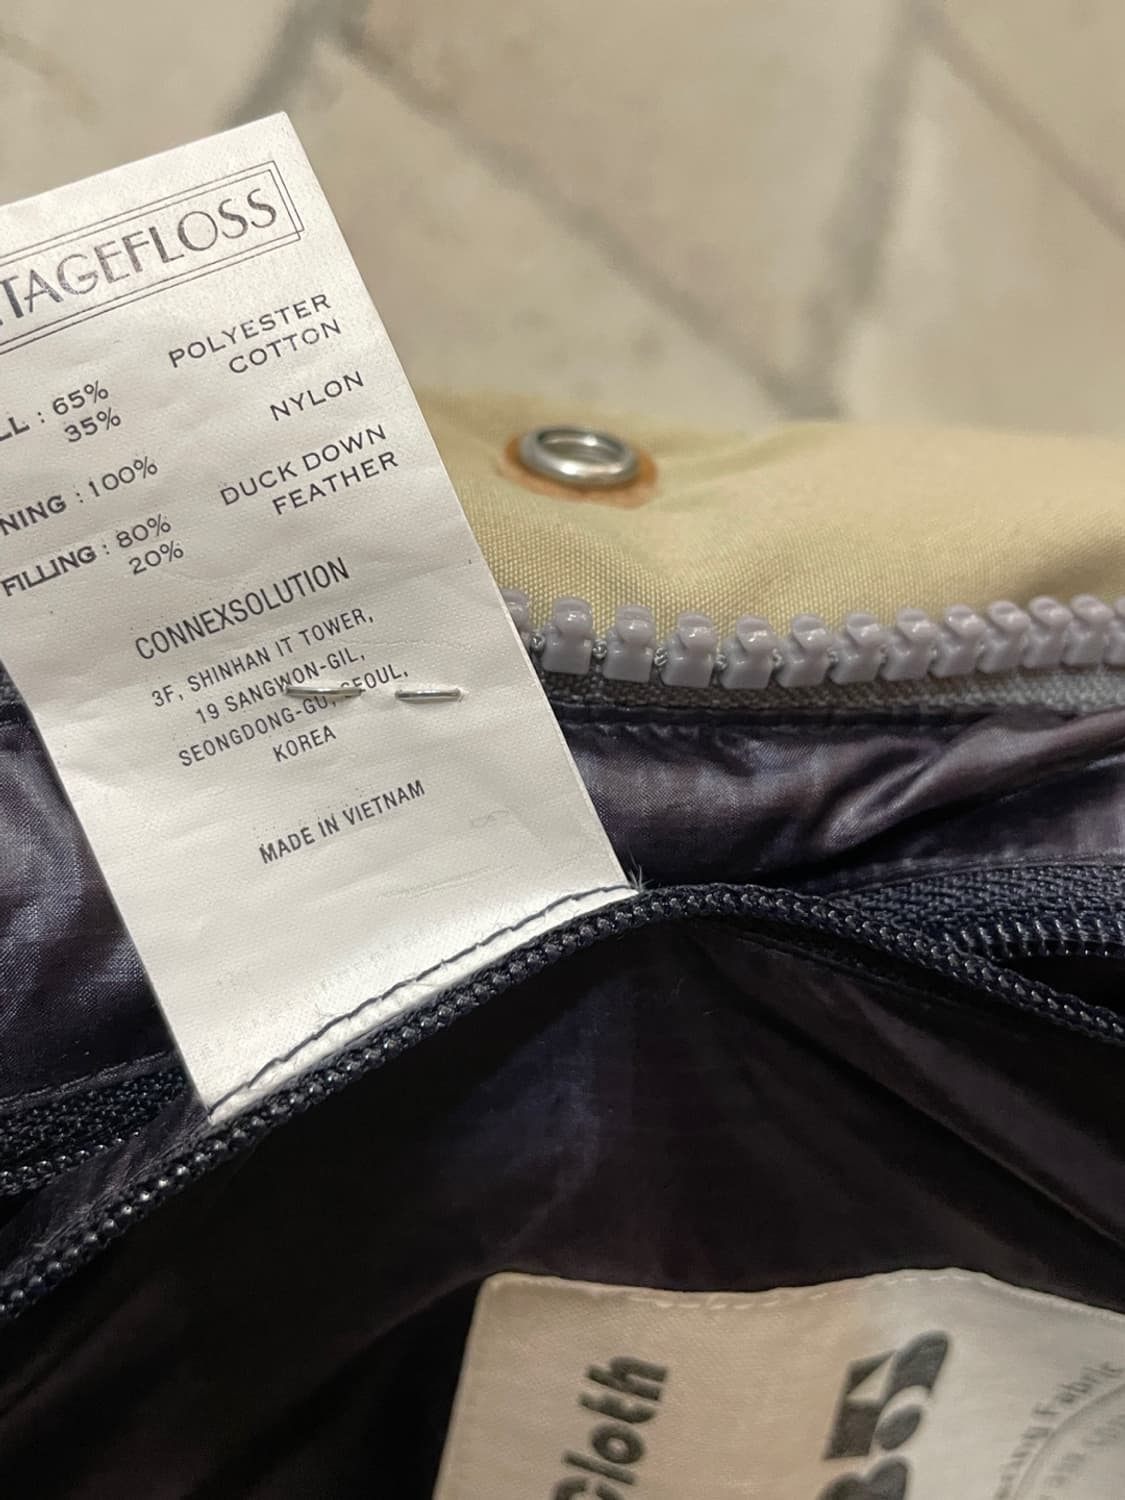 TAGEFLOSS
LL : 65% POLYESTER
35% COTTON
NING : 100% NYLON
FILLING : 80% DUCK DOWN
20% FEATHER
CONNEXSOLUTION
3F, SHINHAN IT TOWER,
19 SANGWON-GIL,
SEONGDONG-GU, SEOUL,
KOREA
MADE IN VIETNAM
Cloth
Fabric